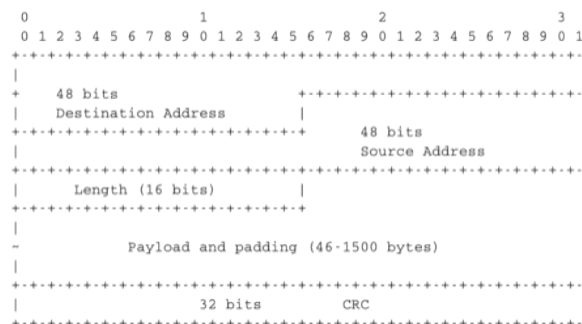 0 1 2 3
0 1 2 3 4 5 6 7 8 9 0 1 2 3 4 5 6 7 8 9 0 1 2 3 4 5 6 7 8 9 0 1
48 bits
Destination Address
48 bits
Source Address
Length (16 bits)
Payload and padding (46-1500 bytes)
32 bits CRC